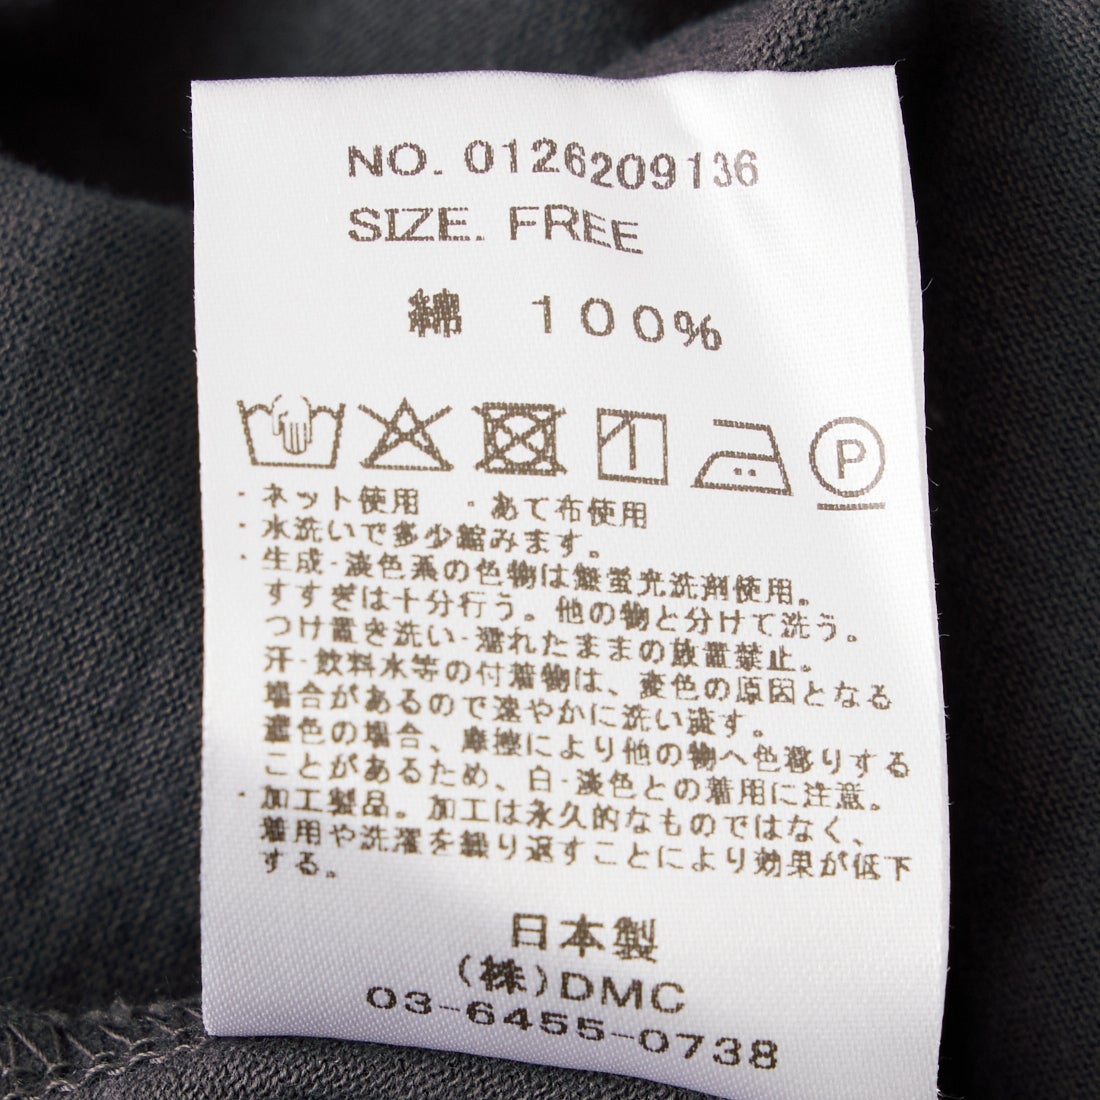 NO. 0126209136
SIZE. FREE
綿 100%
P
・ネット使用 ・あて布使用
・水洗いで多少縮みます。
・生成・淡色系の色物は無蛍光洗剤使用。
すすぎは十分行う。他の物と分けて洗う。
つけ置き洗い・濡れたままの放置禁止。
汗・飲料水等の付着物は、変色の原因となる
場合があるので速やかに洗い流す。
濃色の場合、摩擦により他の物へ色移りする
ことがあるため、白・淡色との着用に注意。
・加工製品。加工は永久的なものではなく、
着用や洗濯を繰り返すことにより効果が低下
する。
日本製
(株)DMC
03-6455-0738